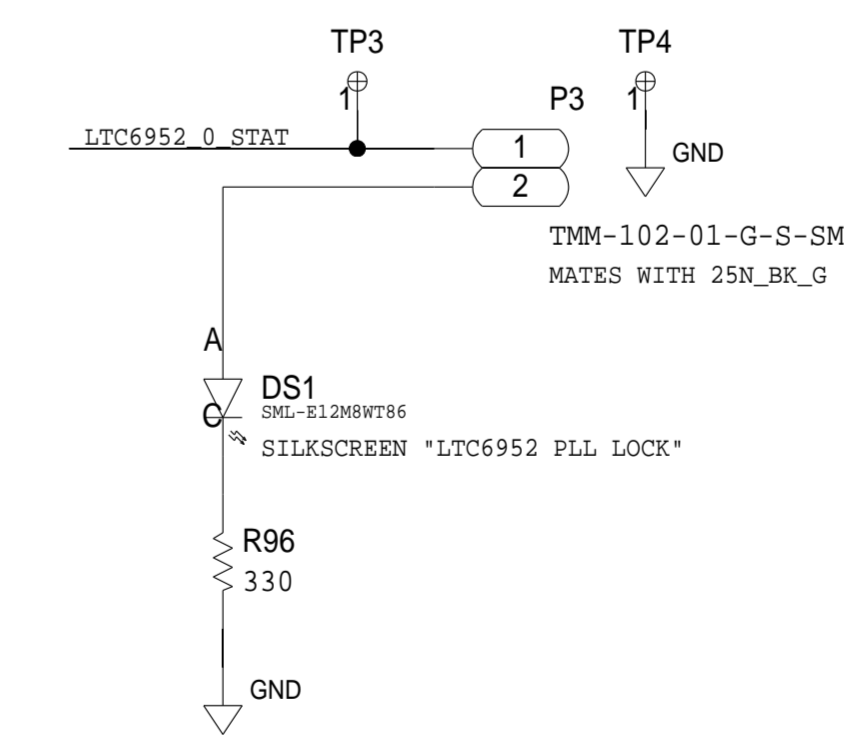 TP3
TP4
1
P3
1
LTC6952_0_STAT
1
GND
2
TMM-102-01-G-S-SM
MATES WITH 25N_BK_G
A
DS1
C
SML-E12M8WT86
SILKSCREEN "LTC6952 PLL LOCK"
R96
330
GND